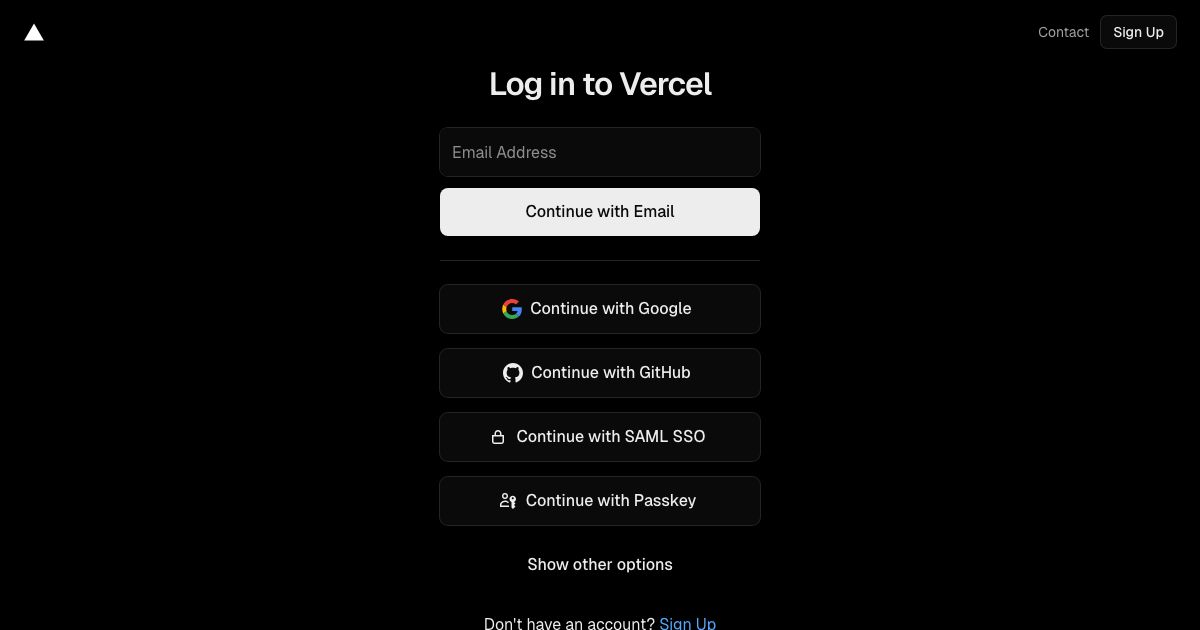 Contact
Sign Up
Log in to Vercel
Email Address
Continue with Email
Continue with Google
Continue with GitHub
Continue with SAML SSO
Continue with Passkey
Show other options
Don't have an account? Sign Up